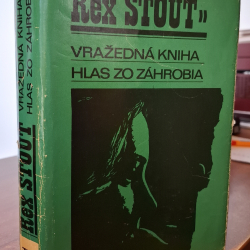 Rex STOUT»
VRAŽEDNÁ KNIHA
HLAS ZO ZÁHROBIA
Rex STOUT
VRAŽEDNÁ KNIHA
HLAS ZO ZÁHROBIA